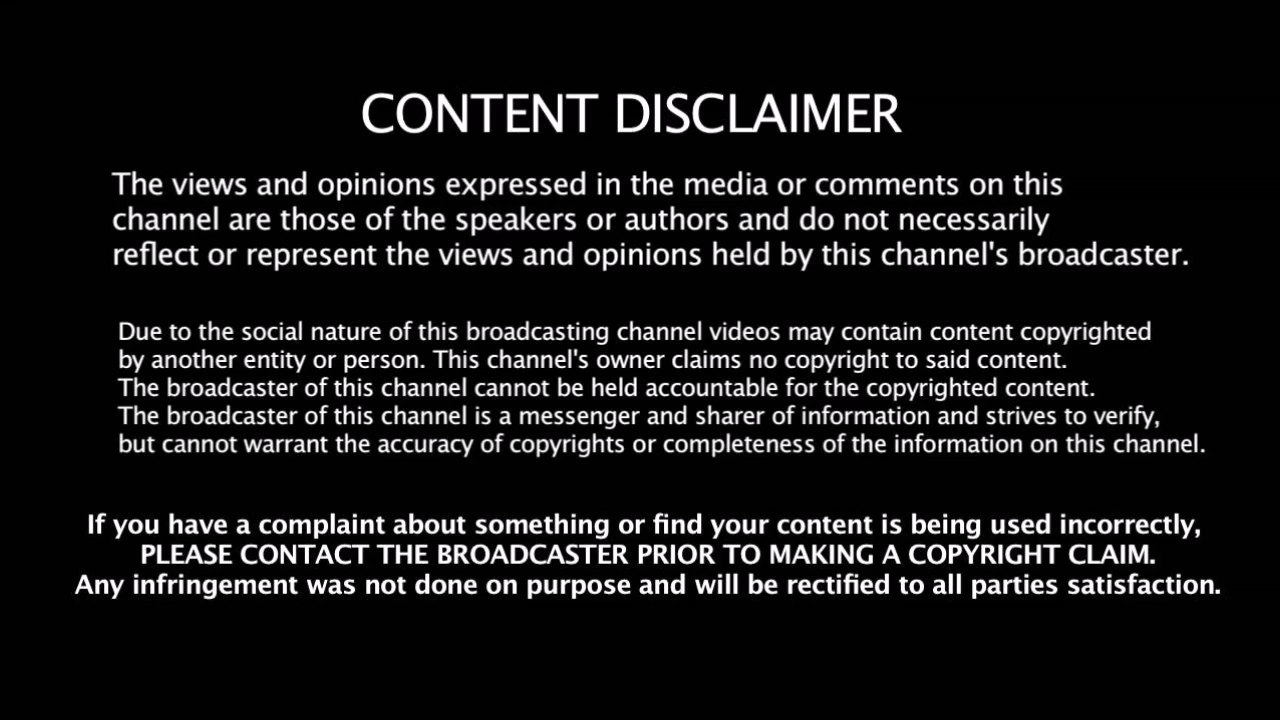 CONTENT DISCLAIMER
The views and opinions expressed in the media or comments on this
channel are those of the speakers or authors and do not necessarily
reflect or represent the views and opinions held by this channel's broadcaster.
Due to the social nature of this broadcasting channel videos may contain content copyrighted
by another entity or person. This channel's owner claims no copyright to said content.
The broadcaster of this channel cannot be held accountable for the copyrighted content.
The broadcaster of this channel is a messenger and sharer of information and strives to verify,
but cannot warrant the accuracy of copyrights or completeness of the information on this channel.
If you have a complaint about something or find your content is being used incorrectly,
PLEASE CONTACT THE BROADCASTER PRIOR TO MAKING A COPYRIGHT CLAIM.
Any infringement was not done on purpose and will be rectified to all parties satisfaction.